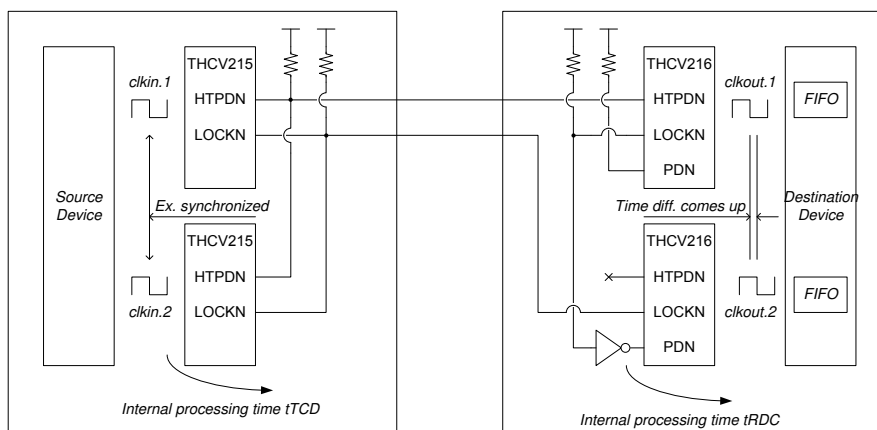 Source
Device
clkin.1
Ex. synchronized
clkin.2
THCV215
HTPDN
LOCKN
THCV215
HTPDN
LOCKN
Internal processing time tTCD
THCV216
HTPDN
LOCKN
PDN
clkout.1
FIFO
Time diff. comes up
Destination
Device
THCV216
HTPDN
LOCKN
PDN
clkout.2
FIFO
Internal processing time tRDC